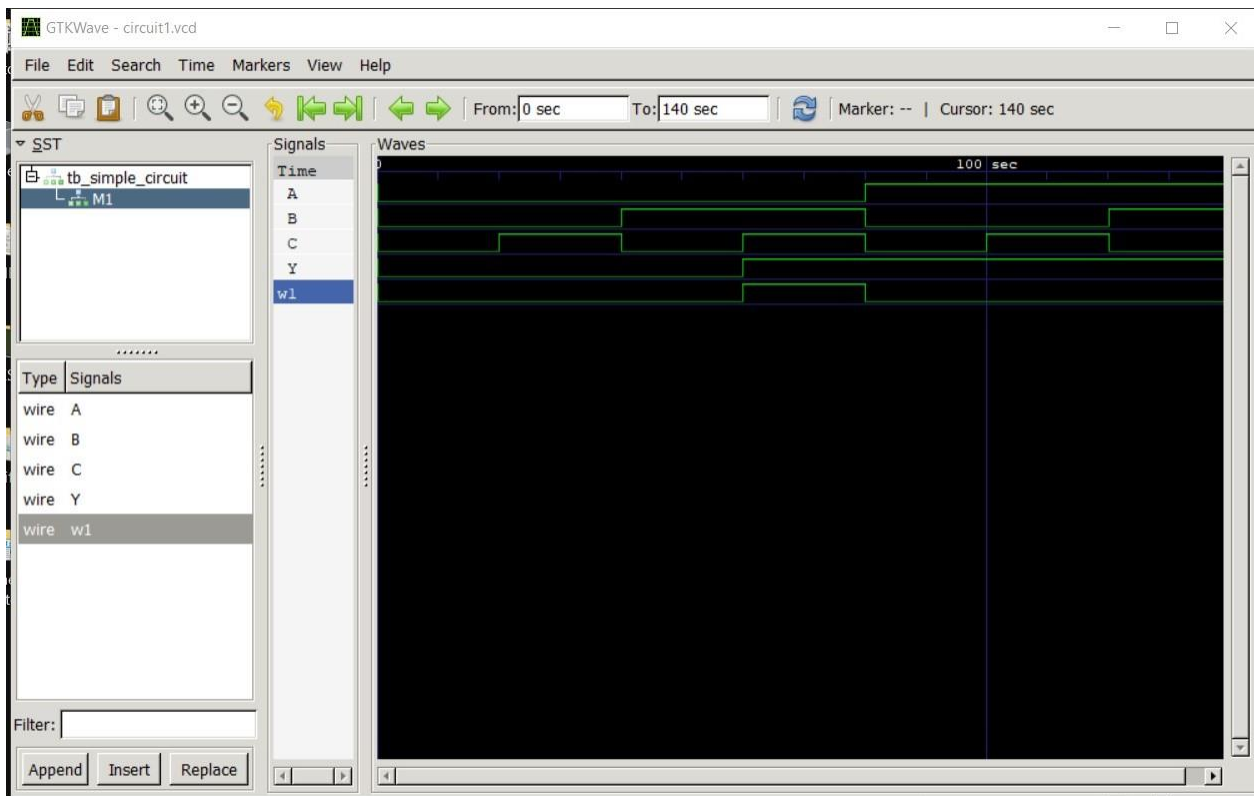 GTKWave - circuit1.vcd
File Edit Search Time Markers View Help
From: 0 sec To: 140 sec Marker: -- | Cursor: 140 sec
SST
tb_simple_circuit
M1
Type Signals
wire A
wire B
wire C
wire Y
wire w1
Filter:
Append Insert Replace
Signals
Time
A
B
C
Y
w1
Waves
0 100 sec